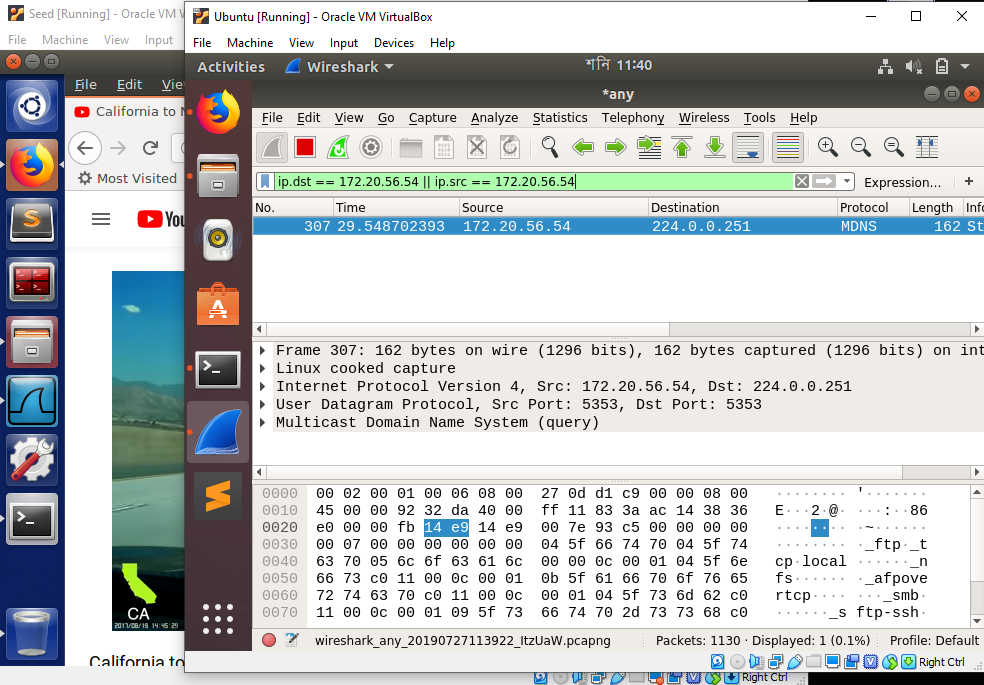 Seed [Running] - Oracle VM V
File Machine View Input
File Edit Vie
California to
Most Visited
You
CA
2017/08/19 14:45:29
California to
Ubuntu [Running] - Oracle VM VirtualBox
File Machine View Input Devices Help
Activities Wireshark শনি 11:40
*any
File Edit View Go Capture Analyze Statistics Telephony Wireless Tools Help
ip.dst == 172.20.56.54 || ip.src == 172.20.56.54 Expression... +
No. Time Source Destination Protocol Length Info
307 29.548702393 172.20.56.54 224.0.0.251 MDNS 162 St
Frame 307: 162 bytes on wire (1296 bits), 162 bytes captured (1296 bits) on int
Linux cooked capture
Internet Protocol Version 4, Src: 172.20.56.54, Dst: 224.0.0.251
User Datagram Protocol, Src Port: 5353, Dst Port: 5353
Multicast Domain Name System (query)
0000 00 02 00 01 00 06 08 00 27 0d d1 c9 00 00 08 00 ········ '·······
0010 45 00 00 92 32 da 40 00 ff 11 83 3a ac 14 38 36 E···2·@· ···:··86
0020 e0 00 00 fb 14 e9 14 e9 00 7e 93 c5 00 00 00 00 ········ ·~······
0030 00 07 00 00 00 00 00 00 04 5f 66 74 70 04 5f 74 ········ ·_ftp·_t
0040 63 70 05 6c 6f 63 61 6c 00 00 0c 00 01 04 5f 6e cp·local ······_n
0050 66 73 c0 11 00 0c 00 01 0b 5f 61 66 70 6f 76 65 fs······ ·_afpove
0060 72 74 63 70 c0 11 00 0c 00 01 04 5f 73 6d 62 c0 rtcp···· ···_smb·
0070 11 00 0c 00 01 09 5f 73 66 74 70 2d 73 73 68 c0 ······_s ftp-ssh·
wireshark_any_20190727113922_ItzUaW.pcapng Packets: 1130 · Displayed: 1 (0.1%) Profile: Default
Right Ctrl
Right Ctrl